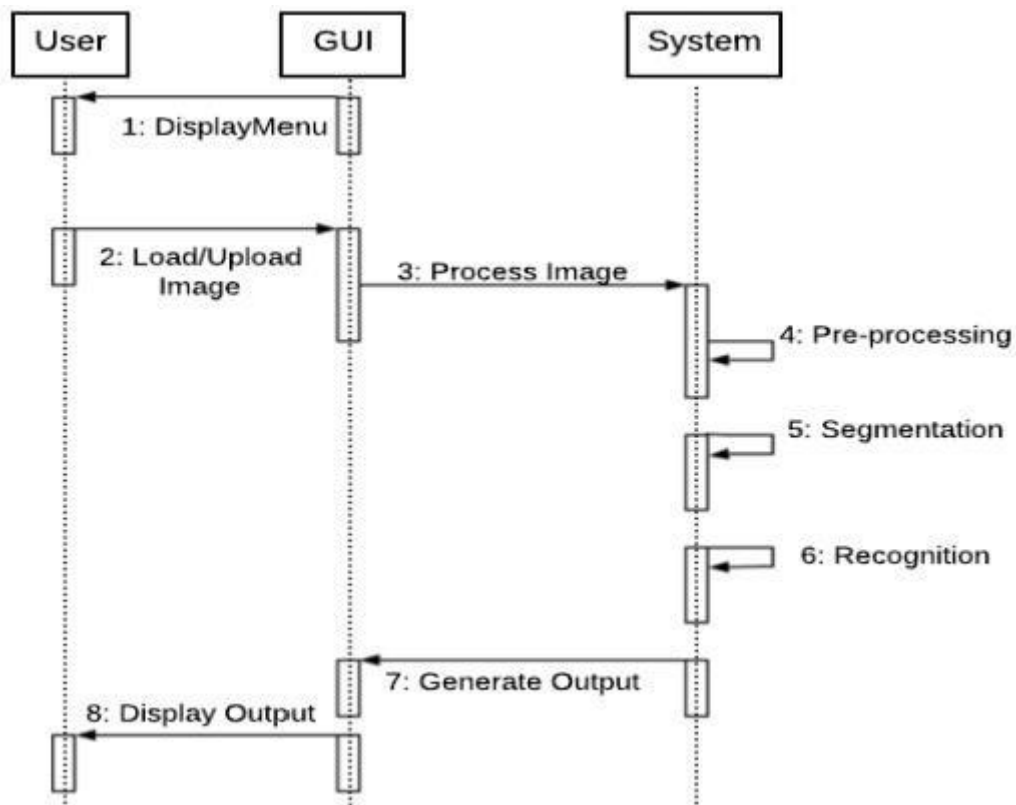 User
GUI
System
1: DisplayMenu
2: Load/Upload
Image
3: Process Image
4: Pre-processing
5: Segmentation
6: Recognition
7: Generate Output
8: Display Output